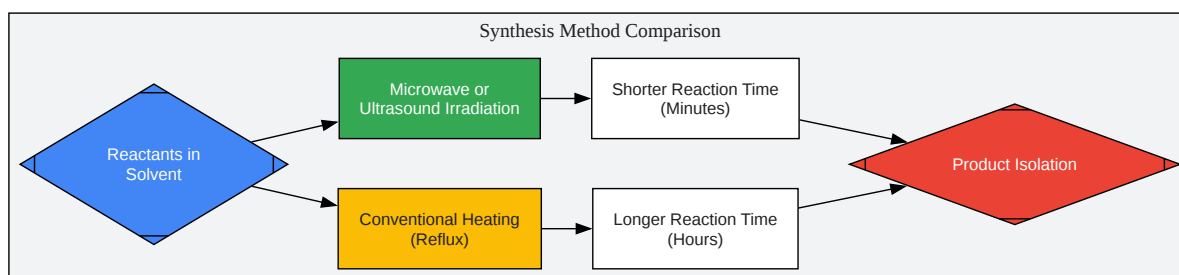 Synthesis Method Comparison
Reactants in
Solvent
Microwave or
Ultrasound Irradiation
Shorter Reaction Time
(Minutes)
Conventional Heating
(Reflux)
Longer Reaction Time
(Hours)
Product Isolation